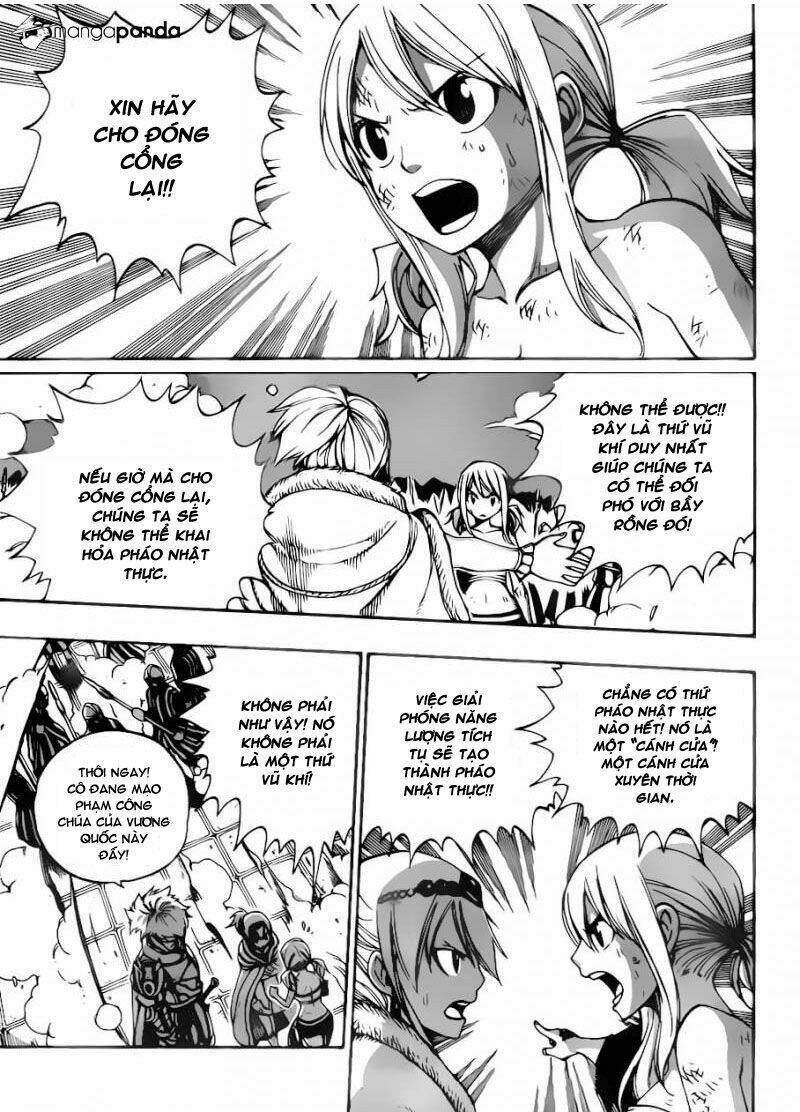 mangapanda
XIN HÃY
CHO ĐÓNG
CỔNG
LẠI!!
KHÔNG THỂ ĐƯỢC!!
ĐÂY LÀ THỨ VŨ
KHÍ DUY NHẤT
GIÚP CHÚNG TA
CÓ THỂ ĐỐI
PHÓ VỚI BẦY
RỒNG ĐÓ!
NẾU GIỜ MÀ CHO
ĐÓNG CỔNG LẠI,
CHÚNG TA SẼ
KHÔNG THỂ KHAI
HỎA PHÁO NHẬT
THỰC.
CHẲNG CÓ THỨ
PHÁO NHẬT THỰC
NÀO HẾT! NÓ LÀ
MỘT "CÁNH CỬA"!
MỘT CÁNH CỬA
XUYÊN THỜI
GIAN.
VIỆC GIẢI
PHÓNG NĂNG
LƯỢNG TÍCH
TỤ SẼ TẠO
THÀNH PHÁO
NHẬT THỰC!!
KHÔNG PHẢI
NHƯ VẬY! NÓ
KHÔNG PHẢI
LÀ MỘT THỨ
VŨ KHÍ!
THÔI NGAY!
CÔ ĐANG MẠO
PHẠM CÔNG
CHÚA CỦA VƯƠNG
QUỐC NÀY
ĐẤY!